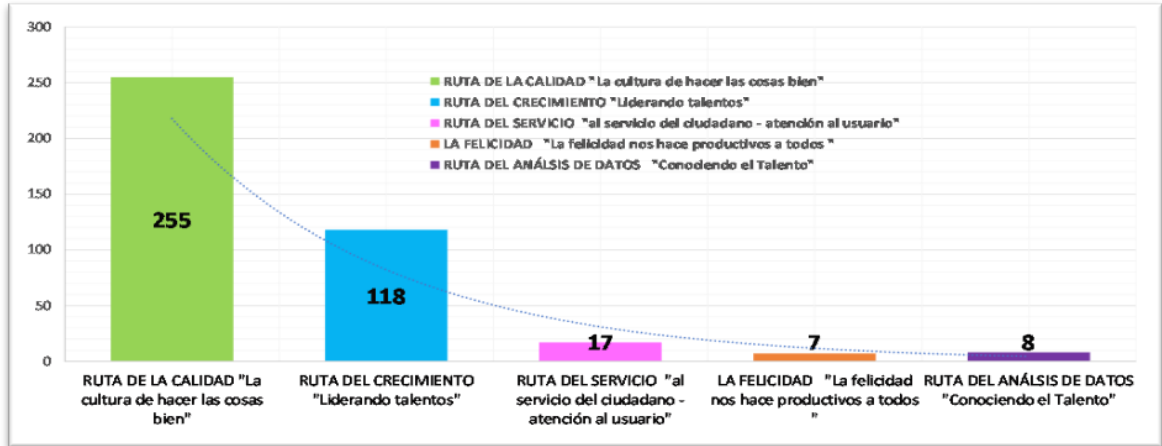 300
250
200
150
100
50
0
RUTA DE LA CALIDAD "La cultura de hacer las cosas bien"
RUTA DEL CRECIMIENTO "Liderando talentos"
RUTA DEL SERVICIO "al servicio del ciudadano - atención al usuario"
LA FELICIDAD "La felicidad nos hace productivos a todos "
RUTA DEL ANÁLSIS DE DATOS "Conociendo el Talento"
255
118
17
7
8
RUTA DE LA CALIDAD "La
cultura de hacer las cosas
bien"
RUTA DEL CRECIMIENTO
"Liderando talentos"
RUTA DEL SERVICIO "al
servicio del ciudadano -
atención al usuario"
LA FELICIDAD "La felicidad
nos hace productivos a todos
"
RUTA DEL ANÁLSIS DE DATOS
"Conociendo el Talento"